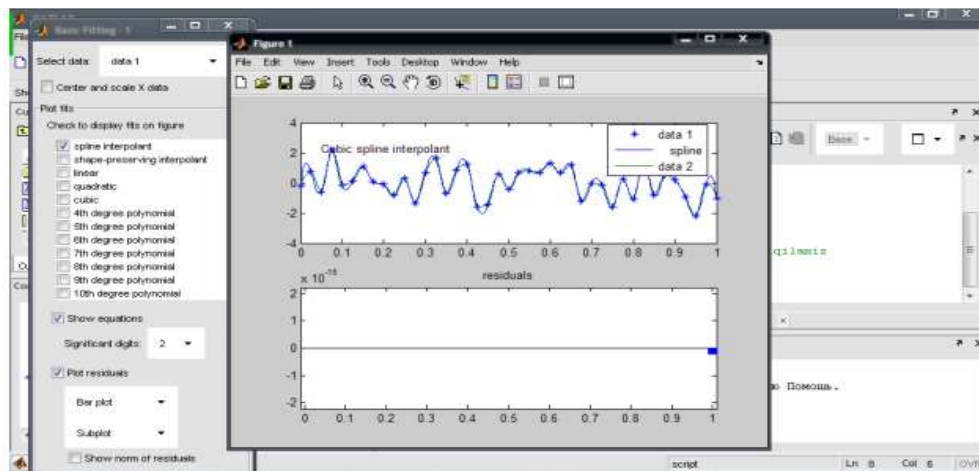 Basic Fitting - 1
Select data: data 1
Center and scale X data
Plot fits
Check to display fits on figure
spline interpolant
shape-preserving interpolant
linear
quadratic
cubic
4th degree polynomial
5th degree polynomial
6th degree polynomial
7th degree polynomial
8th degree polynomial
9th degree polynomial
10th degree polynomial
Show equations
Significant digits: 2
Plot residuals
Bar plot
Subplot
Show norm of residuals
Figure 1
File Edit View Insert Tools Desktop Window Help
4
2
0
-2
-4
Cubic spline interpolant
data 1
spline
data 2
0 0.1 0.2 0.3 0.4 0.5 0.6 0.7 0.8 0.9 1
residuals
2
1
0
-1
-2
0 0.1 0.2 0.3 0.4 0.5 0.6 0.7 0.8 0.9 1
Base
qilamiz
Помощь.
script Ln 8 Col 6 OVR